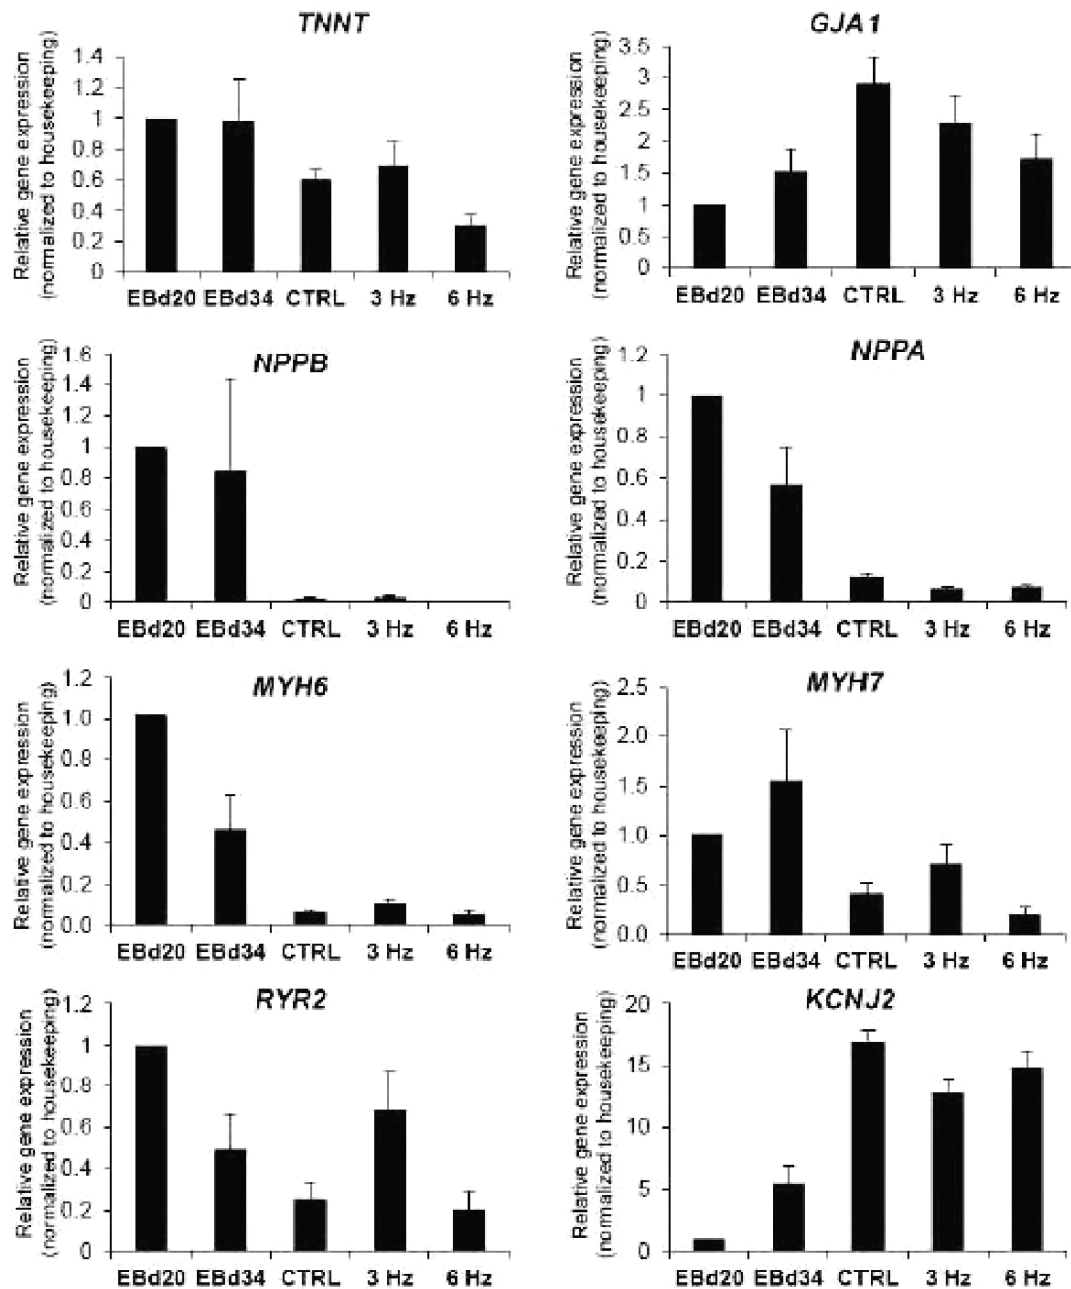 TNNT
Relative gene expression
(normalized to housekeeping)
1.4
1.2
1
0.8
0.6
0.4
0.2
0
EBd20 EBd34 CTRL 3 Hz 6 Hz
GJA1
Relative gene expression
(normalized to housekeeping)
3.5
3
2.5
2
1.5
1
0.5
0
EBd20 EBd34 CTRL 3 Hz 6 Hz
NPPB
Relative gene expression
(normalized to housekeeping)
1.6
1.4
1.2
1
0.8
0.6
0.4
0.2
0
EBd20 EBd34 CTRL 3 Hz 6 Hz
NPPA
Relative gene expression
(normalized to housekeeping)
1.2
1
0.8
0.6
0.4
0.2
0
EBd20 EBd34 CTRL 3 Hz 6 Hz
MYH6
Relative gene expression
(normalized to housekeeping)
1.2
1.0
0.8
0.6
0.4
0.2
0.0
EBd20 EBd34 CTRL 3 Hz 6 Hz
MYH7
Relative gene expression
(normalized to housekeeping)
2.5
2.0
1.5
1.0
0.5
0.0
EBd20 EBd34 CTRL 3 Hz 6 Hz
RYR2
Relative gene expression
(normalized to housekeeping)
1.2
1
0.8
0.6
0.4
0.2
0
EBd20 EBd34 CTRL 3 Hz 6 Hz
KCNJ2
Relative gene expression
(normalized to housekeeping)
20
15
10
5
0
EBd20 EBd34 CTRL 3 Hz 6 Hz